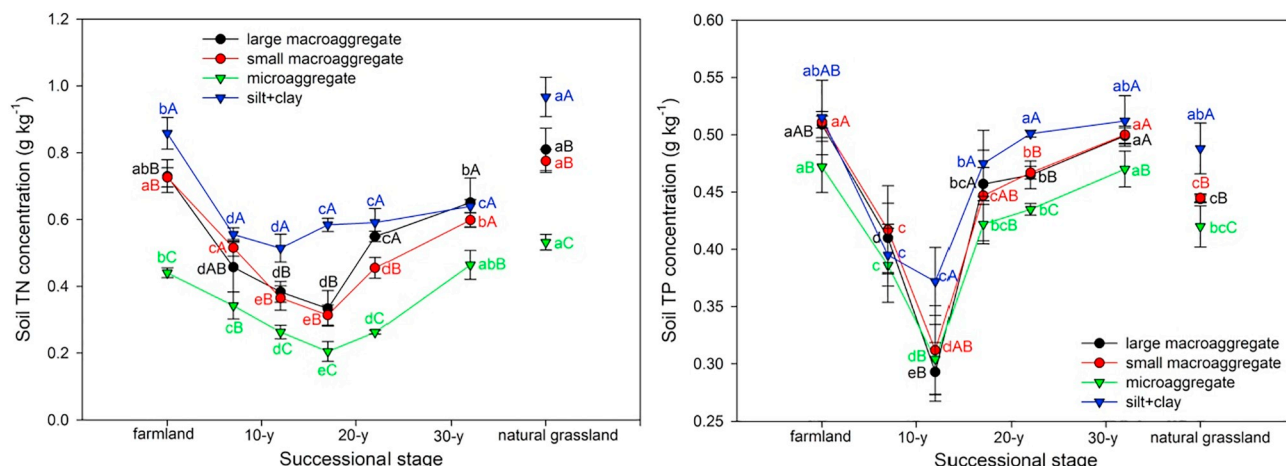 1.2
1.0
0.8
0.6
0.4
0.2
0.0
Soil TN concentration (g kg-1)
large macroaggregate
small macroaggregate
microaggregate
silt+clay
bA
abB
aB
bC
dA
cA
dAB
cB
dA
dB
eB
dC
cA
dB
eB
eC
cA
cA
dB
dC
bA
cA
bA
abB
aA
aB
aB
aC
farmland
10-y
20-y
30-y
natural grassland
Successional stage
0.60
0.55
0.50
0.45
0.40
0.35
0.30
0.25
Soil TP concentration (g kg-1)
abAB
aA
aAB
aB
c
d
c
c
cA
dAB
dB
eB
bA
bcA
cAB
bcB
aA
bB
bB
bC
abA
aA
aA
aB
abA
cB
cB
bcC
large macroaggregate
small macroaggregate
microaggregate
silt+clay
farmland
10-y
20-y
30-y
natural grassland
Successional stage